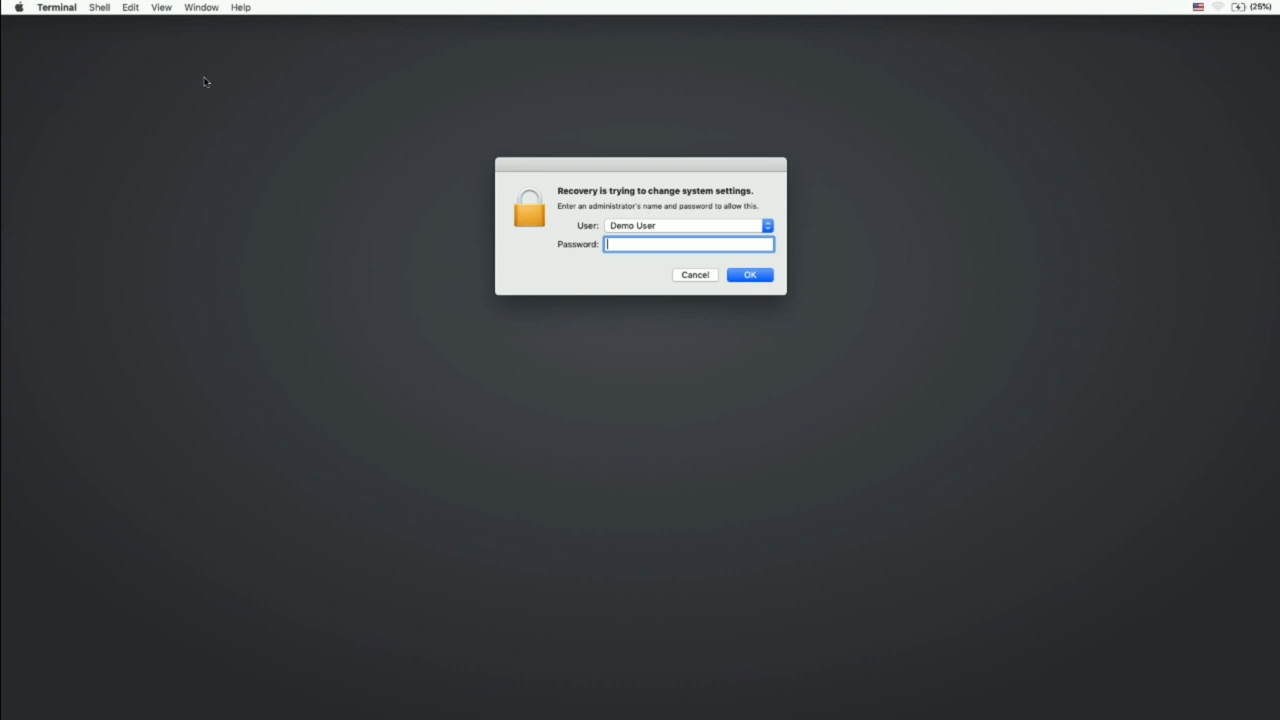 Terminal Shell Edit View Window Help (25%)
Recovery is trying to change system settings.
Enter an administrator's name and password to allow this.
User: Demo User
Password:
Cancel OK